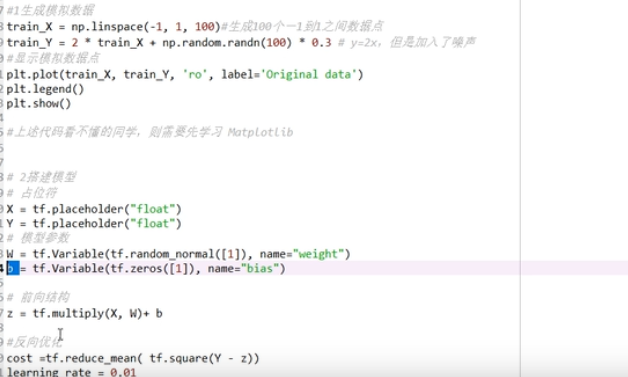 #1生成模拟数据
train_X = np.linspace(-1, 1, 100)#生成100个一1到1之间数据点
train_Y = 2 * train_X + np.random.randn(100) * 0.3 # y=2x，但是加入了噪声
#显示模拟数据点
plt.plot(train_X, train_Y, 'ro', label='Original data')
plt.legend()
plt.show()
#上述代码看不懂的同学，则需要先学习 Matplotlib
# 2搭建模型
# 占位符
X = tf.placeholder("float")
Y = tf.placeholder("float")
# 模型参数
W = tf.Variable(tf.random_normal([1]), name="weight")
b = tf.Variable(tf.zeros([1]), name="bias")
# 前向结构
z = tf.multiply(X, W)+ b
#反向优化
cost =tf.reduce_mean( tf.square(Y - z))
learning_rate = 0.01